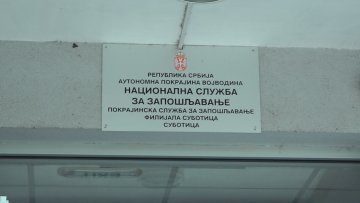 РЕПУБЛИКА СРБИЈА
АУТОНОМНА ПОКРАЈИНА ВОЈВОДИНА
НАЦИОНАЛНА СЛУЖБА
ЗА ЗАПОШЉАВАЊЕ
ПОКРАЈИНСКА СЛУЖБА ЗА ЗАПОШЉАВАЊЕ
ФИЛИЈАЛА СУБОТИЦА
СУБОТИЦА